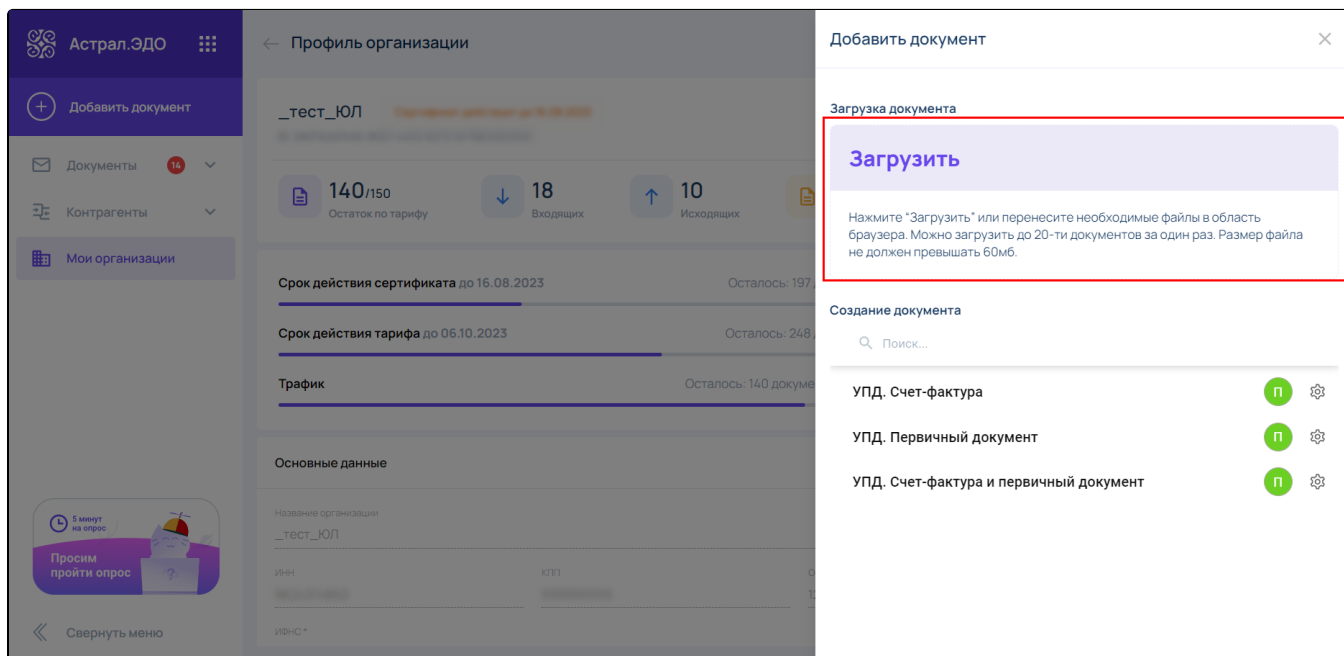 Астрал.ЭДО
Добавить документ
Документы
14
Контрагенты
Мои организации
5 минут
на опрос
Просим
пройти опрос
?
Свернуть меню
← Профиль организации
_тест_ЮЛ
140/150
Остаток по тарифу
18
Входящих
10
Исходящих
Срок действия сертификата до 16.08.2023
Осталось: 197
Срок действия тарифа до 06.10.2023
Осталось: 248
Трафик
Осталось: 140 докуме
Основные данные
Название организации
_тест_ЮЛ
ИНН
КПП
ИФНС *
Добавить документ
Загрузка документа
Загрузить
Нажмите “Загрузить” или перенесите необходимые файлы в область
браузера. Можно загрузить до 20-ти документов за один раз. Размер файла
не должен превышать 60мб.
Создание документа
Поиск...
УПД. Счет-фактура
П
УПД. Первичный документ
П
УПД. Счет-фактура и первичный документ
П